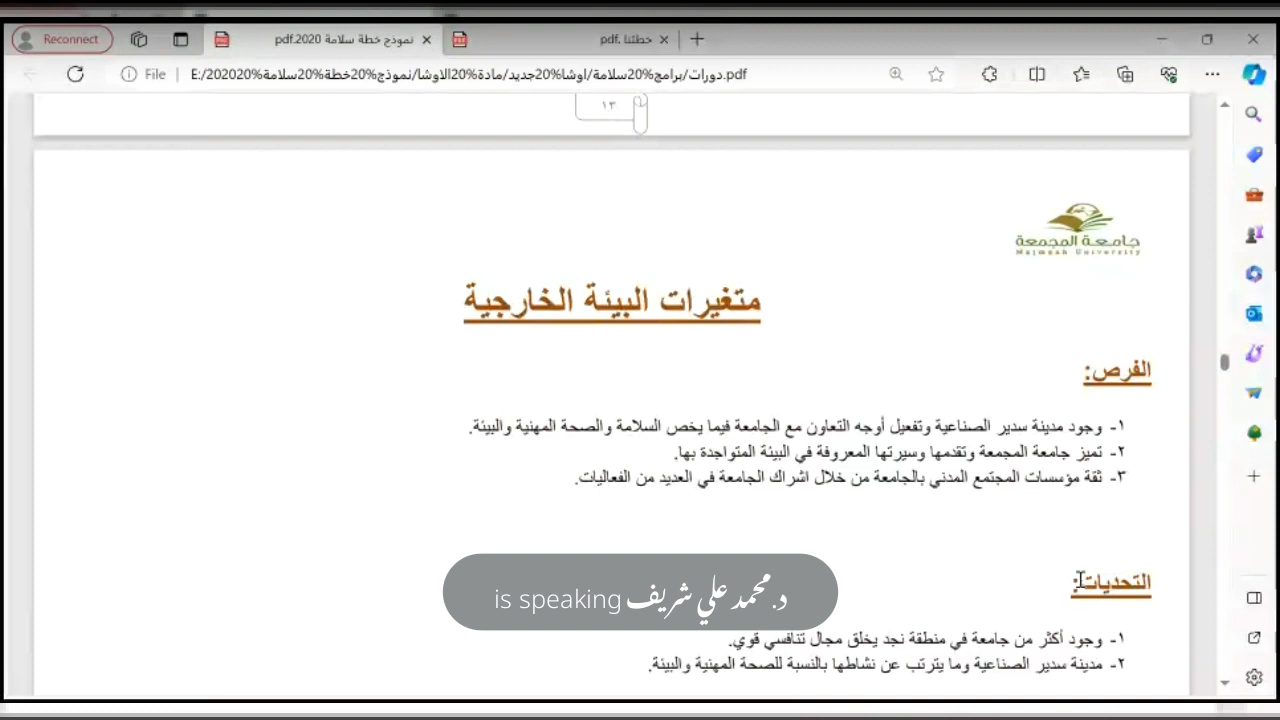 Reconnect
نموذج خطة سلامة 2020.pdf
خطتنا .pdf
File
E:/دورات/برامج%20سلامة/اوشا%20جديد/مادة%20الاوشا/نموذج%20خطة%20سلامة%202020.pdf
١٣
جامعة المجمعة
Majmaah University
متغيرات البيئة الخارجية
الفرص:
١- وجود مدينة سدير الصناعية وتفعيل أوجه التعاون مع الجامعة فيما يخص السلامة والصحة المهنية والبيئة.
٢- تميز جامعة المجمعة وتقدمها وسيرتها المعروفة في البيئة المتواجدة بها.
٣- ثقة مؤسسات المجتمع المدني بالجامعة من خلال اشراك الجامعة في العديد من الفعاليات.
التحديات:
د.محمد علي شريف is speaking
١- وجود أكثر من جامعة في منطقة نجد يخلق مجال تنافسي قوي.
٢- مدينة سدير الصناعية وما يترتب عن نشاطها بالنسبة للصحة المهنية والبيئة.